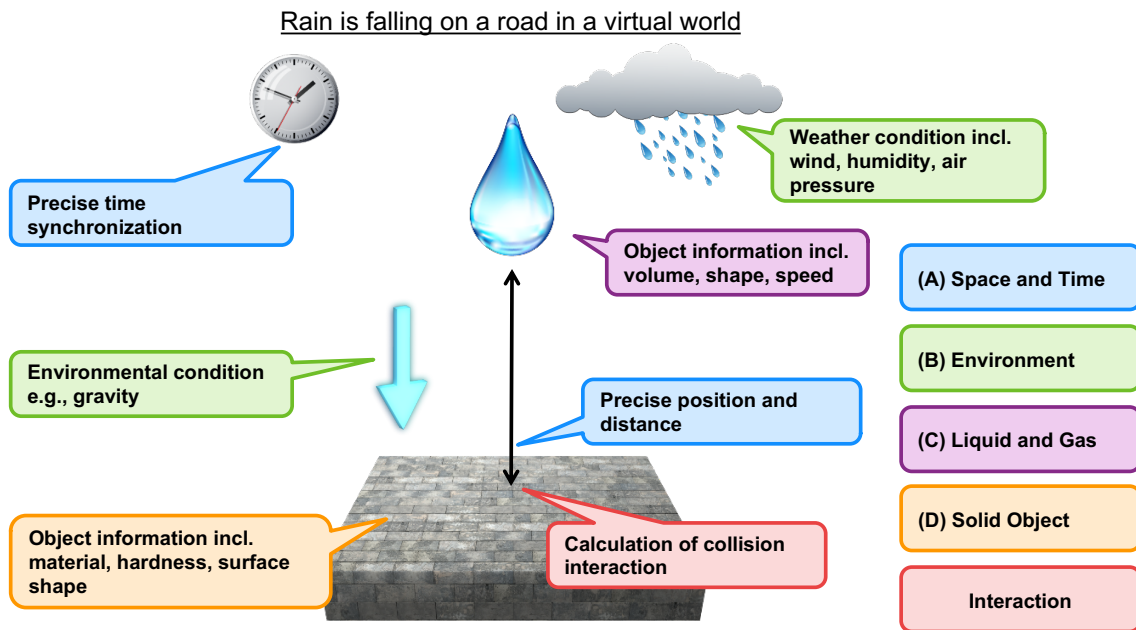 Rain is falling on a road in a virtual world
Weather condition incl.
wind, humidity, air
pressure
Precise time
synchronization
Object information incl.
volume, shape, speed
(A) Space and Time
Environmental condition
e.g., gravity
(B) Environment
Precise position and
distance
(C) Liquid and Gas
Object information incl.
material, hardness, surface
shape
Calculation of collision
interaction
(D) Solid Object
Interaction